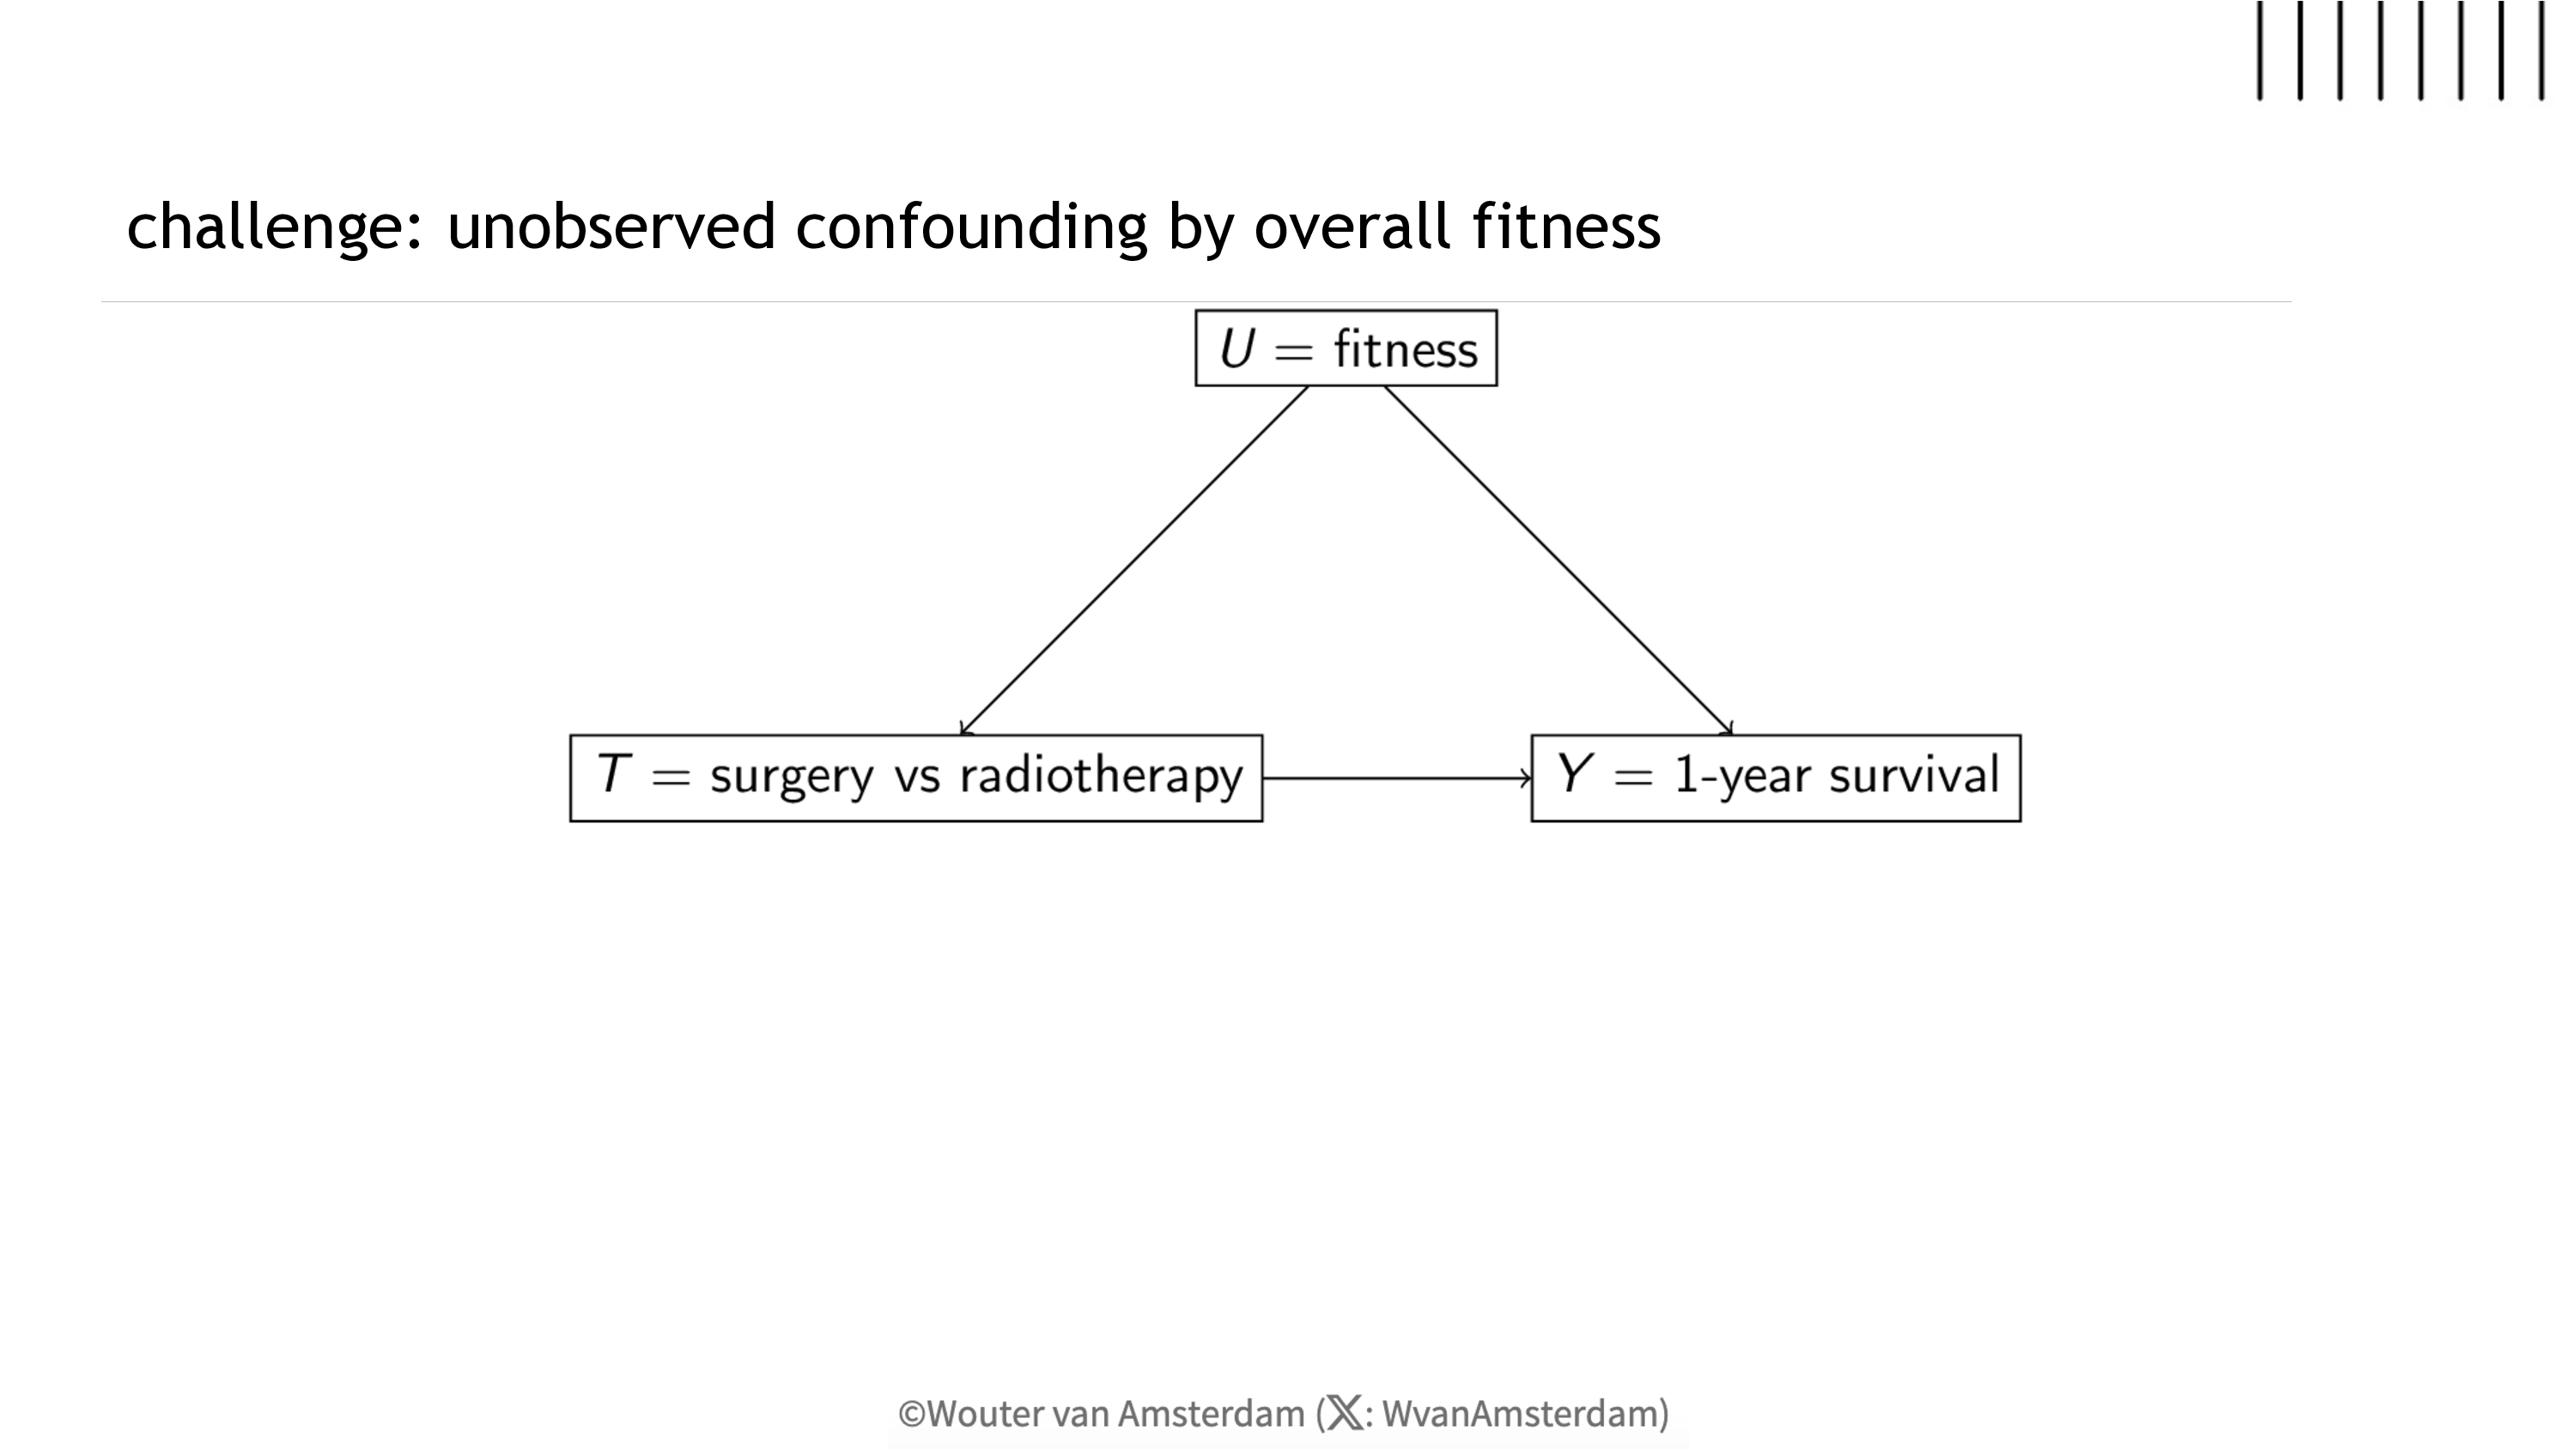 challenge: unobserved confounding by overall fitness
U = fitness
T = surgery vs radiotherapy
Y = 1-year survival
©Wouter van Amsterdam (𝕏: WvanAmsterdam)